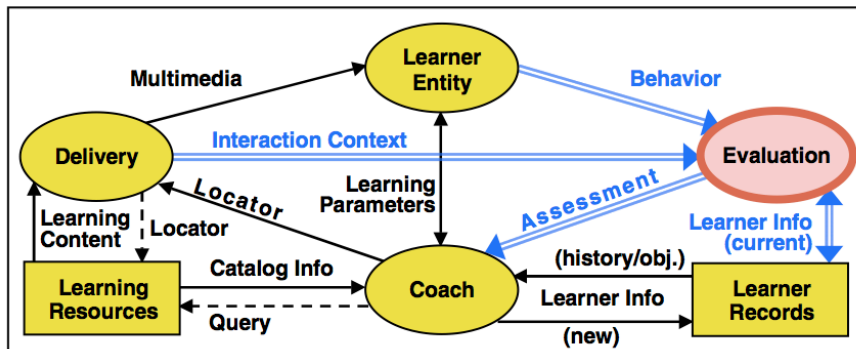 Learner
Entity
Multimedia
Behavior
Interaction Context
Delivery
Evaluation
Learning
Parameters
Locator
Assessment
Learning
Content
Locator
Learner Info
(current)
Learning
Resources
Catalog Info
Query
Coach
(history/obj.)
Learner Info
(new)
Learner
Records